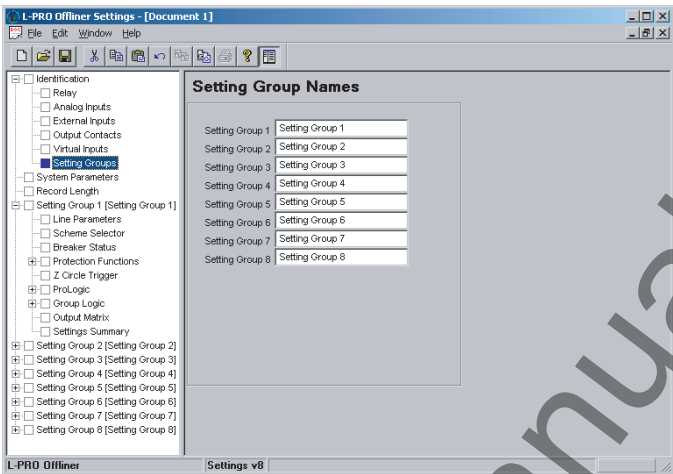 L-PRO Offliner Settings - [Document 1]
File Edit Window Help
Identification
Relay
Analog Inputs
External Inputs
Output Contacts
Virtual Inputs
Setting Groups
System Parameters
Record Length
Setting Group 1 [Setting Group 1]
Line Parameters
Scheme Selector
Breaker Status
Protection Functions
Z Circle Trigger
ProLogic
Group Logic
Output Matrix
Settings Summary
Setting Group 2 [Setting Group 2]
Setting Group 3 [Setting Group 3]
Setting Group 4 [Setting Group 4]
Setting Group 5 [Setting Group 5]
Setting Group 6 [Setting Group 6]
Setting Group 7 [Setting Group 7]
Setting Group 8 [Setting Group 8]
Setting Group Names
Setting Group 1 Setting Group 1
Setting Group 2 Setting Group 2
Setting Group 3 Setting Group 3
Setting Group 4 Setting Group 4
Setting Group 5 Setting Group 5
Setting Group 6 Setting Group 6
Setting Group 7 Setting Group 7
Setting Group 8 Setting Group 8
L-PRO Offliner Settings v8